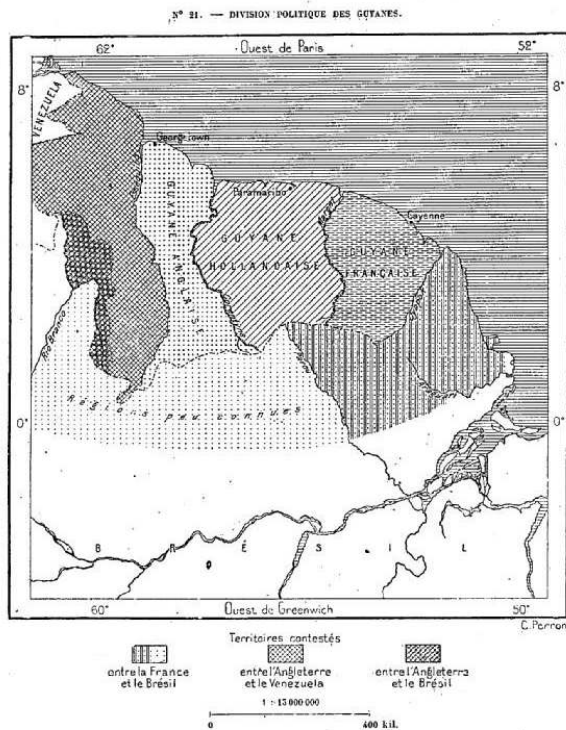 Nº 21. — DIVISION POLITIQUE DES GUYANES.
62° Ouest de Paris 52°
8° 8°
VENEZUELA
Georgetown
Paramaribo
Cayenne
GUYANE ANGLAISE
GUYANE HOLLANDAISE
GUYANE FRANÇAISE
Rio Branco
Régions peu connues
0° 0°
BRÉSIL
60° Ouest de Greenwich 50°
C. Perron
Territoires contestés
entre la France et le Brésil
entre l'Angleterre et le Venezuela
entre l'Angleterre et le Brésil
1 : 13 000 000
0 400 kil.